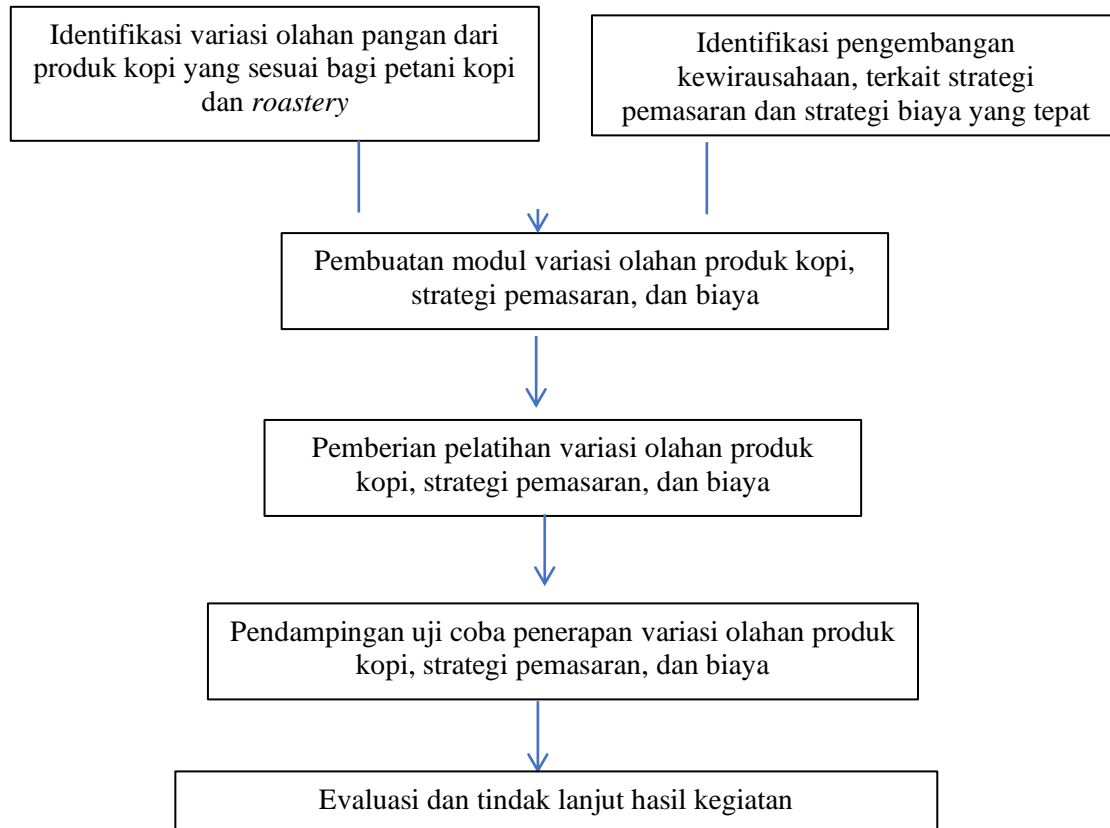 Identifikasi variasi olahan pangan dari
produk kopi yang sesuai bagi petani kopi
dan roastery
Identifikasi pengembangan
kewirausahaan, terkait strategi
pemasaran dan strategi biaya yang tepat
Pembuatan modul variasi olahan produk kopi,
strategi pemasaran, dan biaya
Pemberian pelatihan variasi olahan produk
kopi, strategi pemasaran, dan biaya
Pendampingan uji coba penerapan variasi olahan produk
kopi, strategi pemasaran, dan biaya
Evaluasi dan tindak lanjut hasil kegiatan